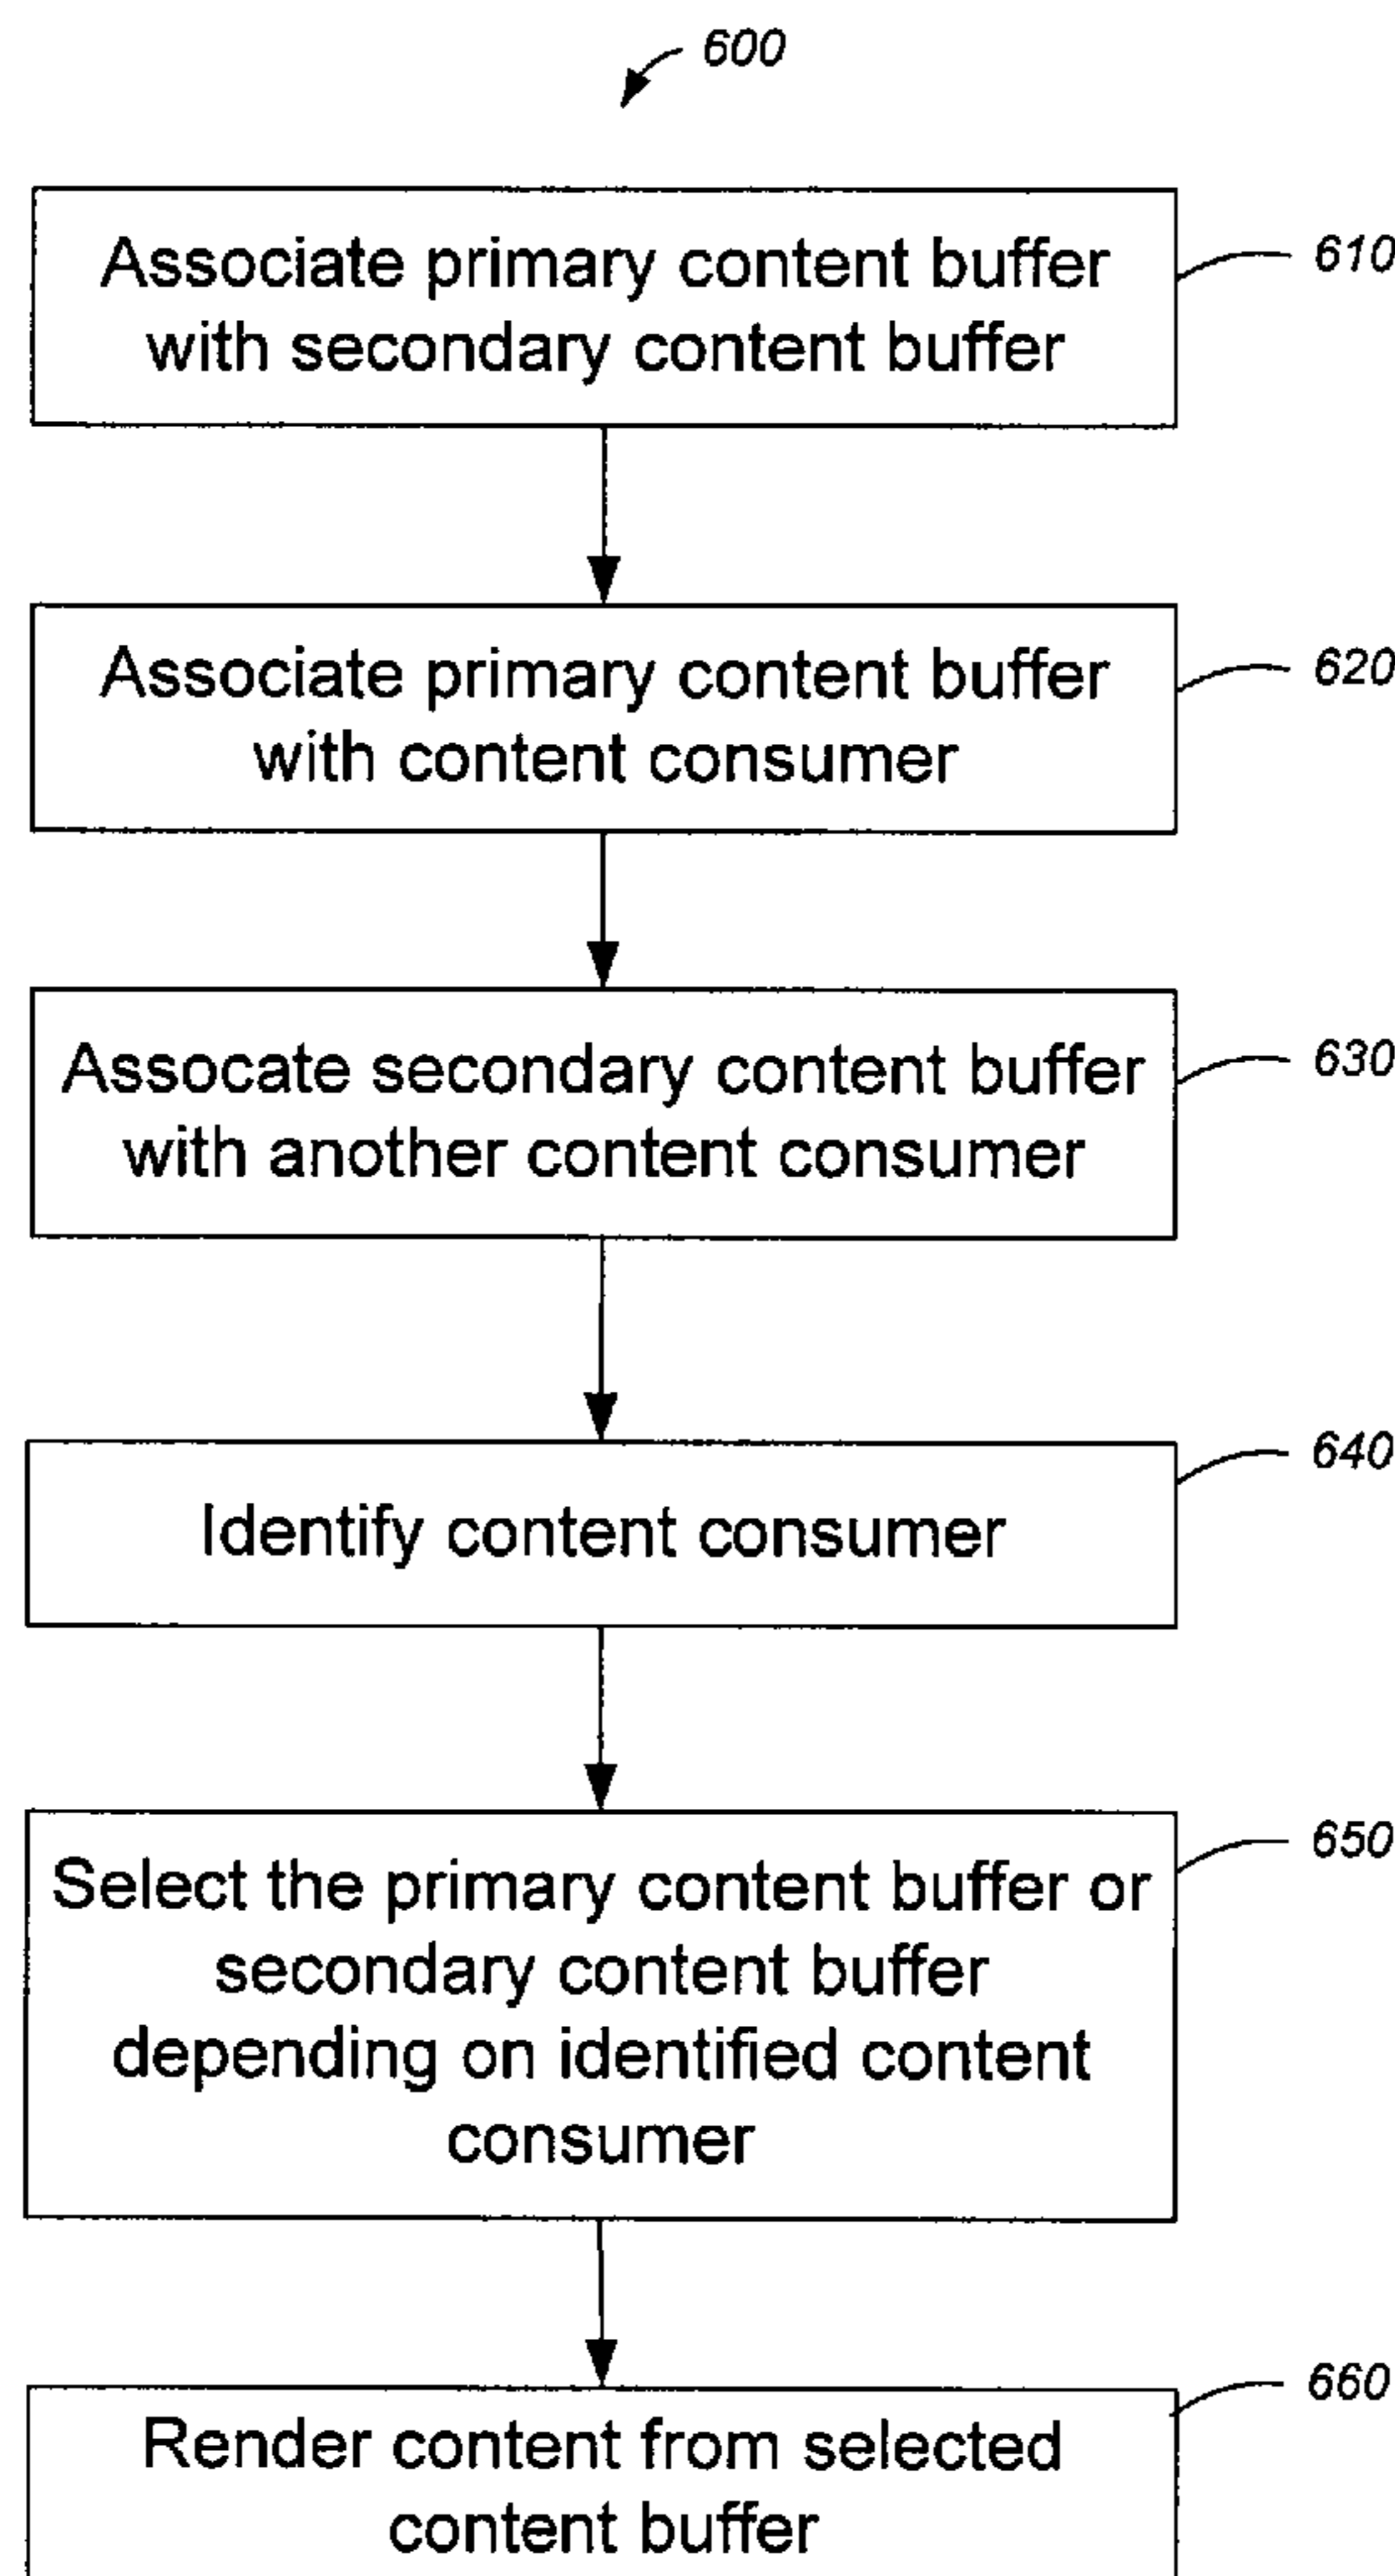 600
Associate primary content buffer
with secondary content buffer
610
Associate primary content buffer
with content consumer
620
Assocate secondary content buffer
with another content consumer
630
Identify content consumer
640
Select the primary content buffer or
secondary content buffer
depending on identified content
consumer
650
Render content from selected
content buffer
660